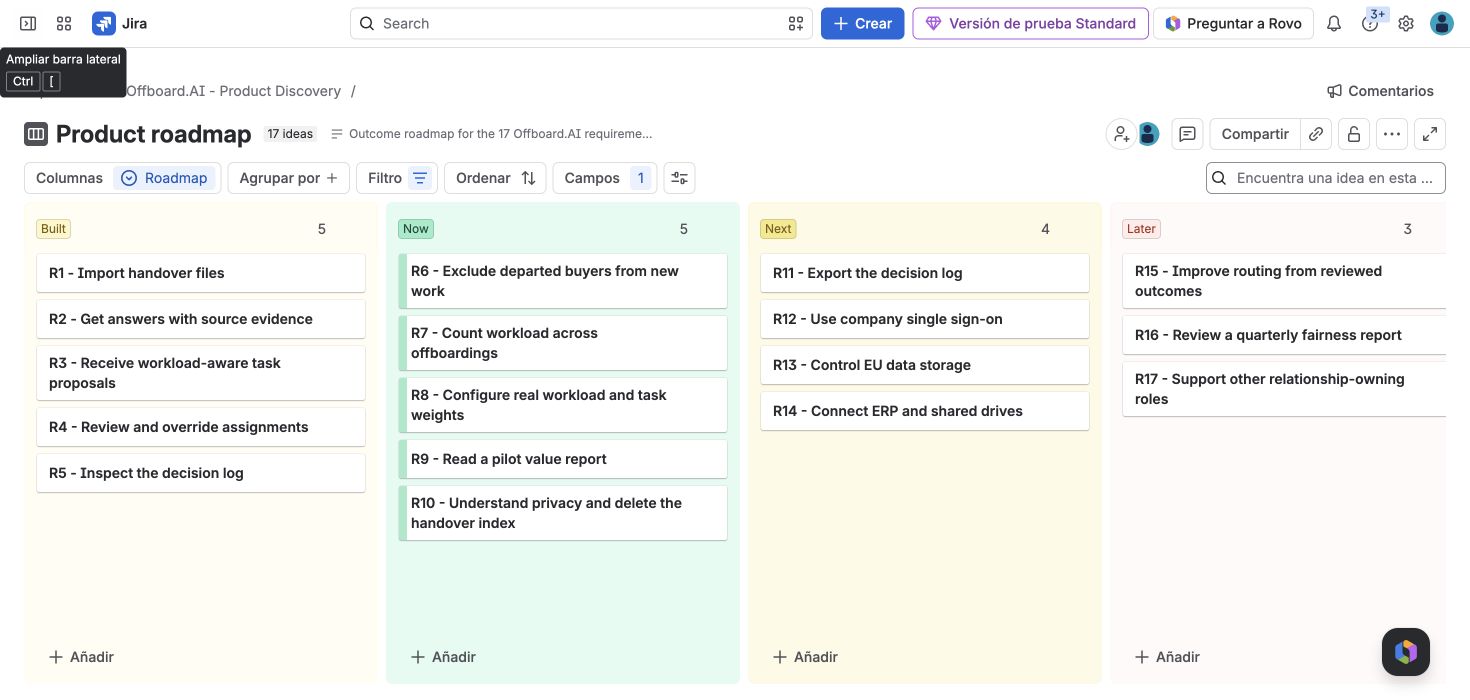 Jira
Search
Crear
Versión de prueba Standard
Preguntar a Rovo
3+
Ampliar barra lateral
Ctrl [
Offboard.AI - Product Discovery /
Comentarios
Product roadmap
17 ideas
Outcome roadmap for the 17 Offboard.AI requireme...
Compartir
Columnas Roadmap
Agrupar por
Filtro
Ordenar
Campos 1
Encuentra una idea en esta ...
Built 5
R1 - Import handover files
R2 - Get answers with source evidence
R3 - Receive workload-aware task
proposals
R4 - Review and override assignments
R5 - Inspect the decision log
Añadir
Now 5
R6 - Exclude departed buyers from new
work
R7 - Count workload across
offboardings
R8 - Configure real workload and task
weights
R9 - Read a pilot value report
R10 - Understand privacy and delete the
handover index
Añadir
Next 4
R11 - Export the decision log
R12 - Use company single sign-on
R13 - Control EU data storage
R14 - Connect ERP and shared drives
Añadir
Later 3
R15 - Improve routing from reviewed
outcomes
R16 - Review a quarterly fairness report
R17 - Support other relationship-owning
roles
Añadir